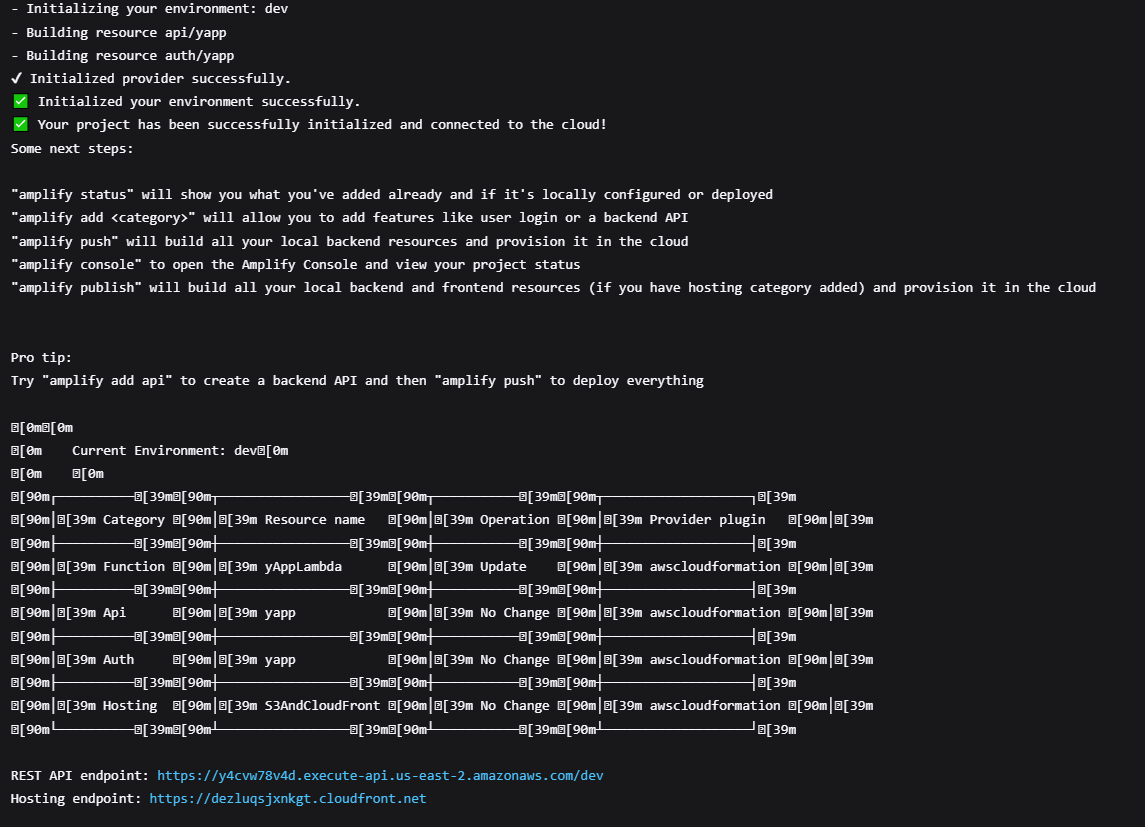 - Initializing your environment: dev
- Building resource api/yapp
- Building resource auth/yapp
✔ Initialized provider successfully.
✅ Initialized your environment successfully.
✅ Your project has been successfully initialized and connected to the cloud!
Some next steps:
"amplify status" will show you what you've added already and if it's locally configured or deployed
"amplify add <category>" will allow you to add features like user login or a backend API
"amplify push" will build all your local backend resources and provision it in the cloud
"amplify console" to open the Amplify Console and view your project status
"amplify publish" will build all your local backend and frontend resources (if you have hosting category added) and provision it in the cloud
Pro tip:
Try "amplify add api" to create a backend API and then "amplify push" to deploy everything
␛[0m␛[0m
␛[0m    Current Environment: dev␛[0m
␛[0m    ␛[0m
␛[90m┌──────────␛[39m␛[90m┬─────────────────␛[39m␛[90m┬───────────␛[39m␛[90m┬───────────────────┐␛[39m
␛[90m│␛[39m Category ␛[90m│␛[39m Resource name   ␛[90m│␛[39m Operation ␛[90m│␛[39m Provider plugin   ␛[90m│␛[39m
␛[90m├──────────␛[39m␛[90m┼─────────────────␛[39m␛[90m┼───────────␛[39m␛[90m┼───────────────────┤␛[39m
␛[90m│␛[39m Function ␛[90m│␛[39m yAppLambda      ␛[90m│␛[39m Update    ␛[90m│␛[39m awscloudformation ␛[90m│␛[39m
␛[90m├──────────␛[39m␛[90m┼─────────────────␛[39m␛[90m┼───────────␛[39m␛[90m┼───────────────────┤␛[39m
␛[90m│␛[39m Api      ␛[90m│␛[39m yapp            ␛[90m│␛[39m No Change ␛[90m│␛[39m awscloudformation ␛[90m│␛[39m
␛[90m├──────────␛[39m␛[90m┼─────────────────␛[39m␛[90m┼───────────␛[39m␛[90m┼───────────────────┤␛[39m
␛[90m│␛[39m Auth     ␛[90m│␛[39m yapp            ␛[90m│␛[39m No Change ␛[90m│␛[39m awscloudformation ␛[90m│␛[39m
␛[90m├──────────␛[39m␛[90m┼─────────────────␛[39m␛[90m┼───────────␛[39m␛[90m┼───────────────────┤␛[39m
␛[90m│␛[39m Hosting  ␛[90m│␛[39m S3AndCloudFront ␛[90m│␛[39m No Change ␛[90m│␛[39m awscloudformation ␛[90m│␛[39m
␛[90m└──────────␛[39m␛[90m┴─────────────────␛[39m␛[90m┴───────────␛[39m␛[90m┴───────────────────┘␛[39m
REST API endpoint: https://y4cvw78v4d.execute-api.us-east-2.amazonaws.com/dev
Hosting endpoint: https://dezluqsjxnkgt.cloudfront.net